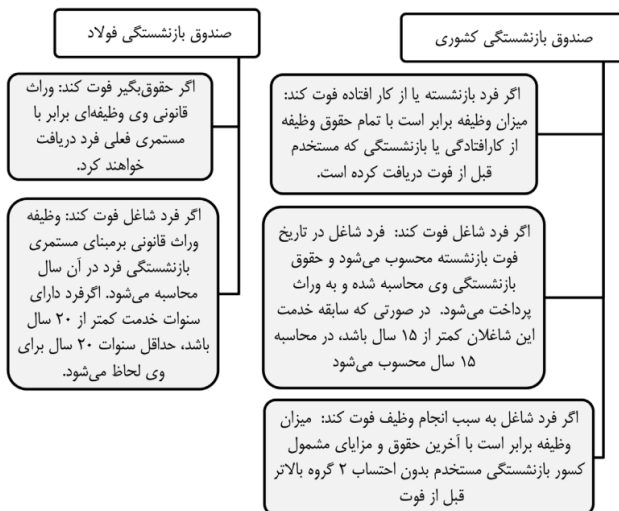 صندوق بازنشستگی کشوری
اگر فرد بازنشسته یا از کار افتاده فوت کند:
میزان وظیفه برابر است با تمام حقوق وظیفه
از کارافتادگی یا بازنشستگی که مستخدم
قبل از فوت دریافت کرده است.
اگر فرد شاغل فوت کند: فرد شاغل در تاریخ
فوت بازنشسته محسوب می‌شود و حقوق
بازنشستگی وی محاسبه شده و به وراث
پرداخت می‌شود. در صورتی که سابقه خدمت
این شاغلان کمتر از ۱۵ سال باشد، در محاسبه
۱۵ سال محسوب می‌شود
اگر فرد شاغل به سبب انجام وظیف فوت کند: میزان
وظیفه برابر است با آخرین حقوق و مزایای مشمول
کسور بازنشستگی مستخدم بدون احتساب ۲ گروه بالاتر
قبل از فوت
صندوق بازنشستگی فولاد
اگر حقوق‌بگیر فوت کند: وراث
قانونی وی وظیفه‌ای برابر با
مستمری فعلی فرد دریافت
خواهند کرد.
اگر فرد شاغل فوت کند: وظیفه
وراث قانونی برمبنای مستمری
بازنشستگی فرد در آن سال
محاسبه می‌شود. اگرفرد دارای
سنوات خدمت کمتر از ۲۰ سال
باشد، حداقل سنوات ۲۰ سال برای
وی لحاظ می‌شود.